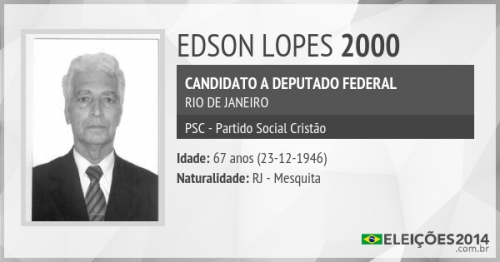 EDSON LOPES 2000
CANDIDATO A DEPUTADO FEDERAL
RIO DE JANEIRO
PSC - Partido Social Cristão
Idade: 67 anos (23-12-1946)
Naturalidade: RJ - Mesquita
ELEIÇÕES2014
.com.br